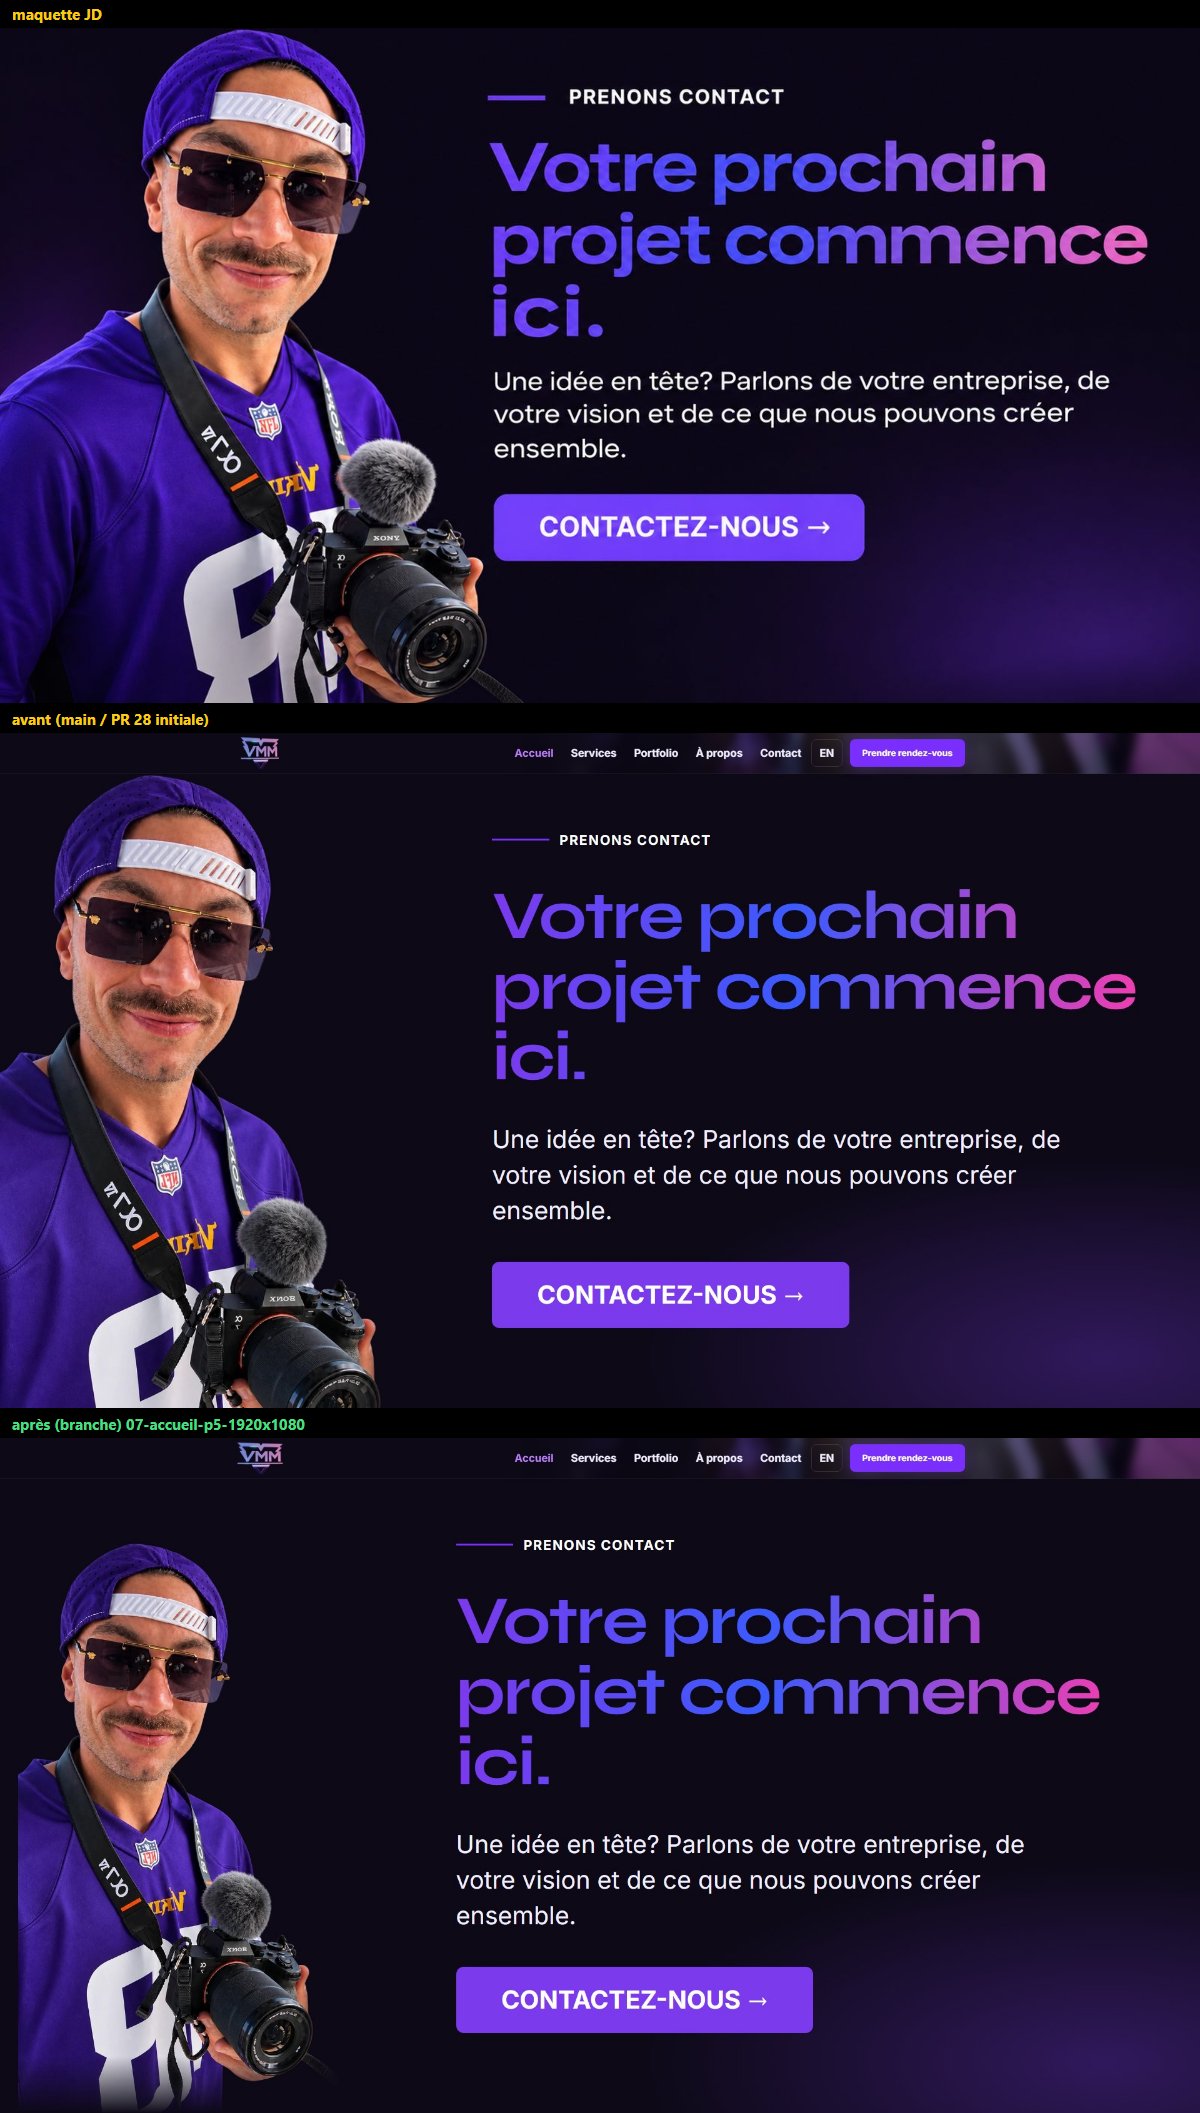 maquette JD
PRENONS CONTACT
Votre prochain
projet commence
ici.
Une idée en tête? Parlons de votre entreprise, de
votre vision et de ce que nous pouvons créer
ensemble.
CONTACTEZ-NOUS →
NFL
SONY
avant (main / PR 28 initiale)
VMM
Accueil Services Portfolio À propos Contact EN Prendre rendez-vous
PRENONS CONTACT
Votre prochain
projet commence
ici.
Une idée en tête? Parlons de votre entreprise, de
votre vision et de ce que nous pouvons créer
ensemble.
CONTACTEZ-NOUS →
après (branche) 07-accueil-p5-1920x1080
VMM
Accueil Services Portfolio À propos Contact EN Prendre rendez-vous
PRENONS CONTACT
Votre prochain
projet commence
ici.
Une idée en tête? Parlons de votre entreprise, de
votre vision et de ce que nous pouvons créer
ensemble.
CONTACTEZ-NOUS →